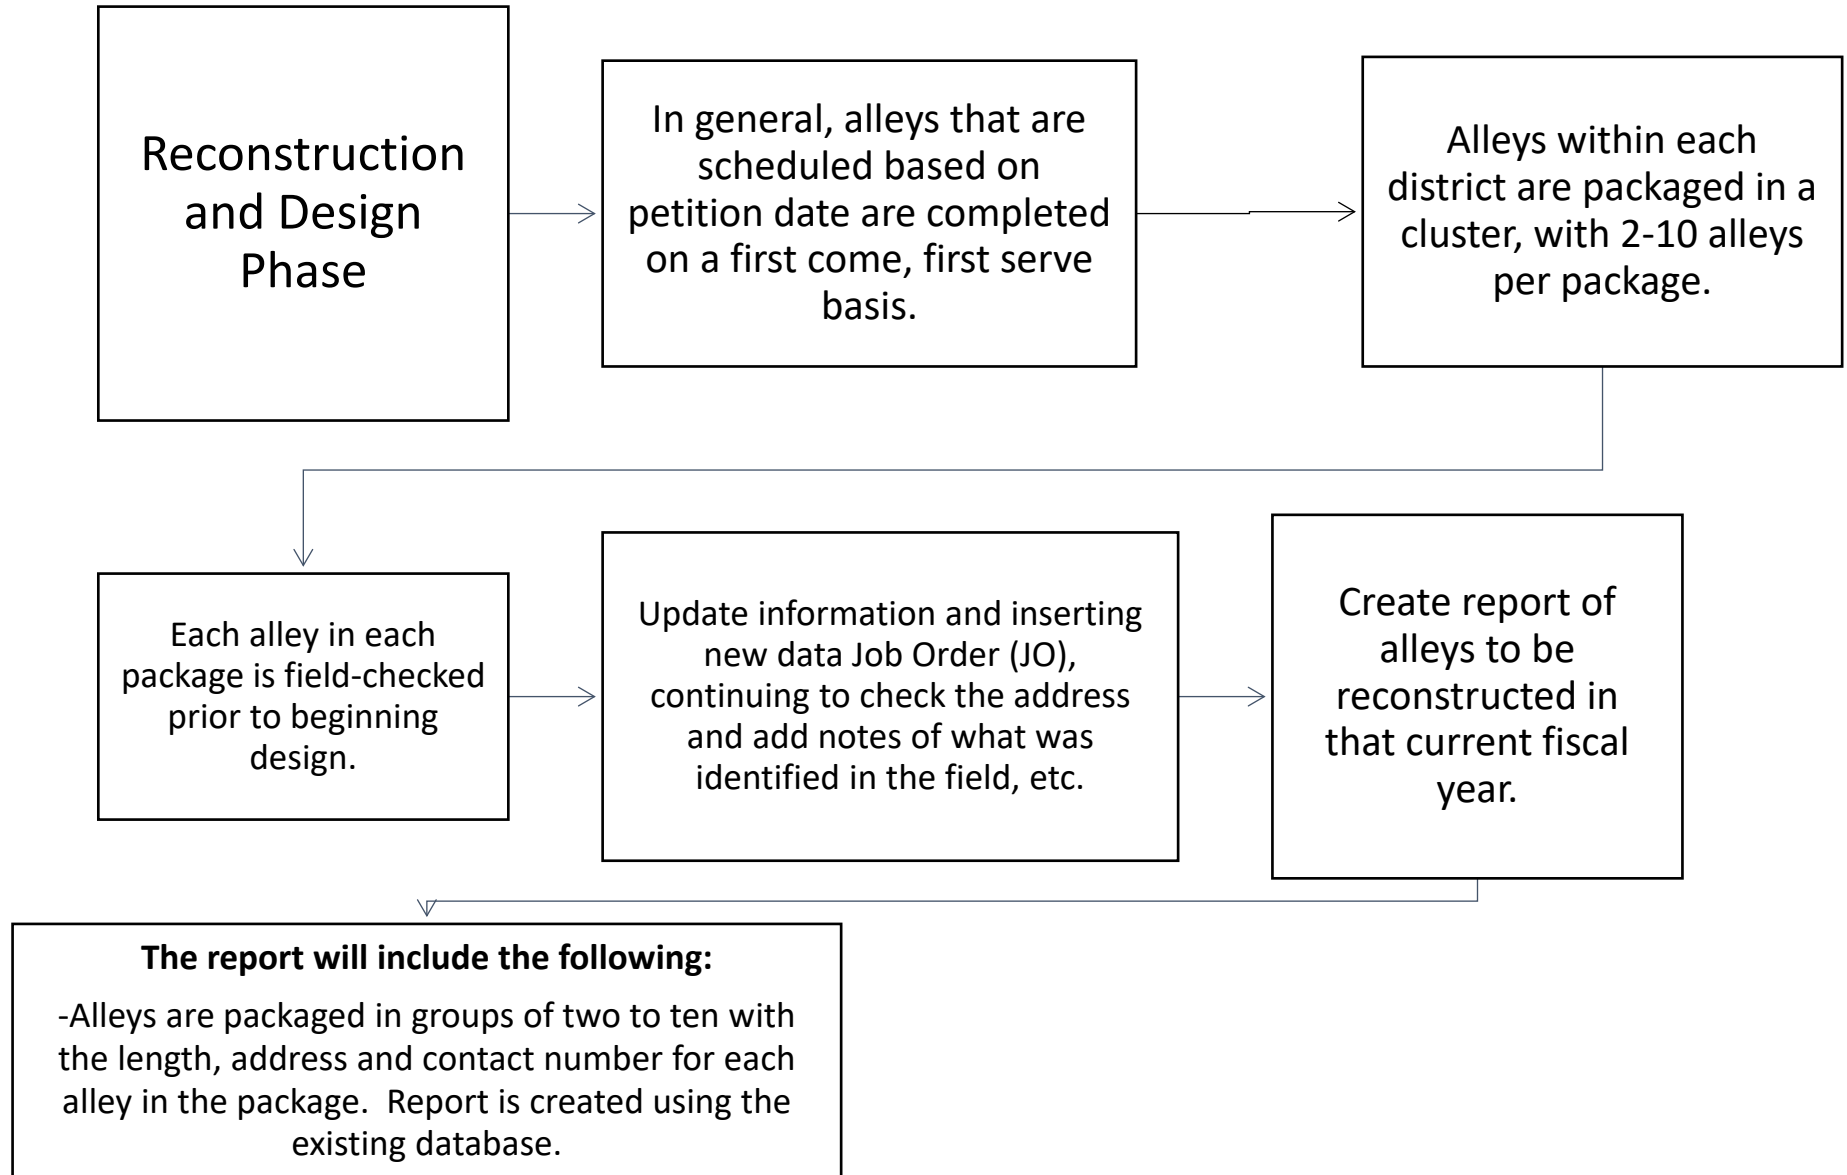 Reconstruction
and Design
Phase
In general, alleys that are
scheduled based on
petition date are completed
on a first come, first serve
basis.
Alleys within each
district are packaged in a
cluster, with 2-10 alleys
per package.
Each alley in each
package is field-checked
prior to beginning
design.
Update information and inserting
new data Job Order (JO),
continuing to check the address
and add notes of what was
identified in the field, etc.
Create report of
alleys to be
reconstructed in
that current fiscal
year.
The report will include the following:
-Alleys are packaged in groups of two to ten with
the length, address and contact number for each
alley in the package.  Report is created using the
existing database.